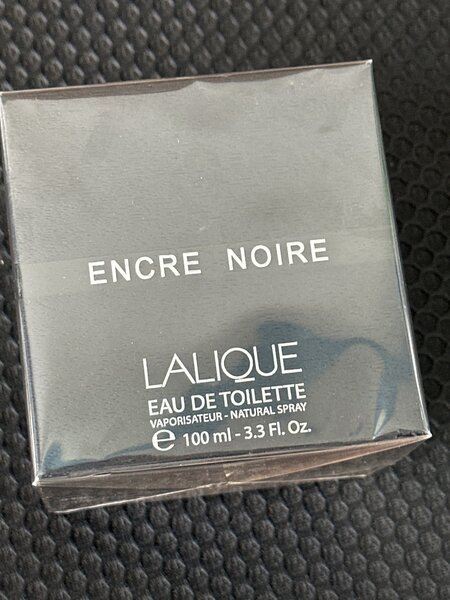 ENCRE NOIRE
LALIQUE
EAU DE TOILETTE
VAPORISATEUR - NATURAL SPRAY
℮ 100 ml - 3.3 Fl. Oz.